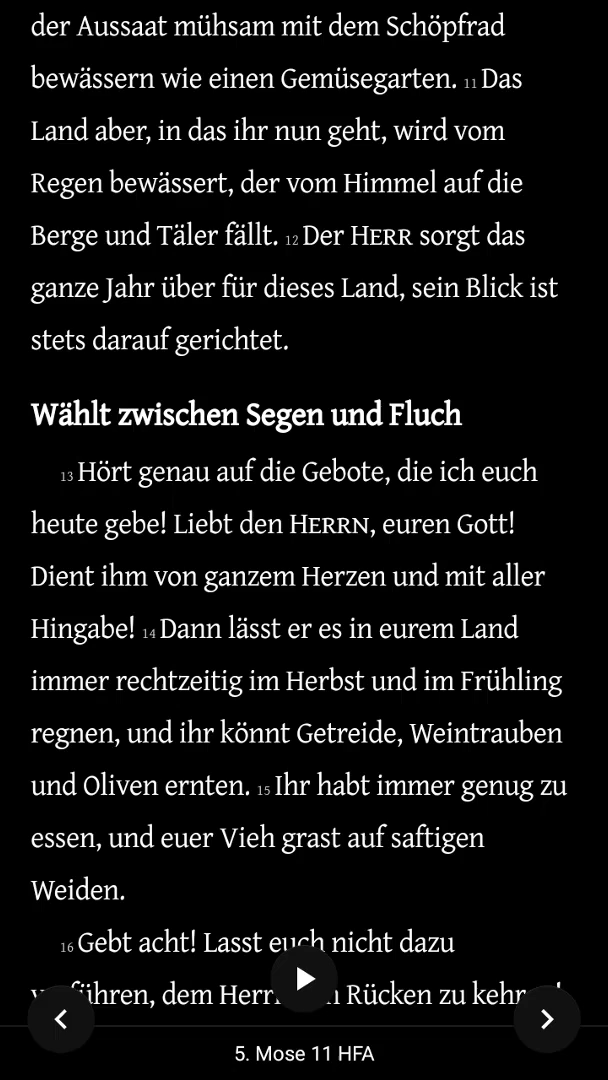 der Aussaat mühsam mit dem Schöpfrad
bewässern wie einen Gemüsegarten. 11 Das
Land aber, in das ihr nun geht, wird vom
Regen bewässert, der vom Himmel auf die
Berge und Täler fällt. 12 Der HERR sorgt das
ganze Jahr über für dieses Land, sein Blick ist
stets darauf gerichtet.
Wählt zwischen Segen und Fluch
13 Hört genau auf die Gebote, die ich euch
heute gebe! Liebt den HERRN, euren Gott!
Dient ihm von ganzem Herzen und mit aller
Hingabe! 14 Dann lässt er es in eurem Land
immer rechtzeitig im Herbst und im Frühling
regnen, und ihr könnt Getreide, Weintrauben
und Oliven ernten. 15 Ihr habt immer genug zu
essen, und euer Vieh grast auf saftigen
Weiden.
16 Gebt acht! Lasst euch nicht dazu
dem Rücken zu
5. Mose 11 HFA